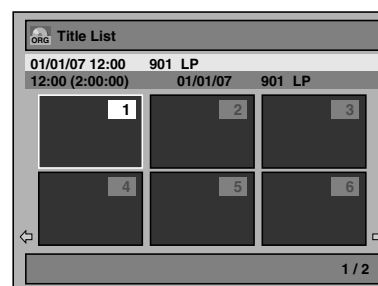 ORG Title List
01/01/07 12:00 901 LP
12:00 (2:00:00) 01/01/07 901 LP
1 2 3
4 5 6
1 / 2